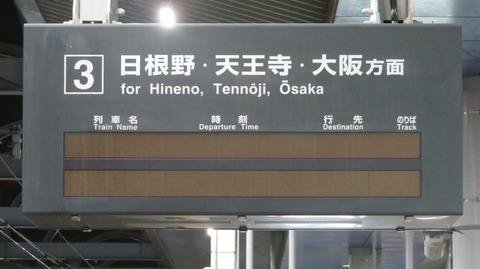 3 日根野・天王寺・大阪方面
for Hineno, Tennōji, Ōsaka
列車名 時刻 行先 のりば
Train Name Departure Time Destination Track